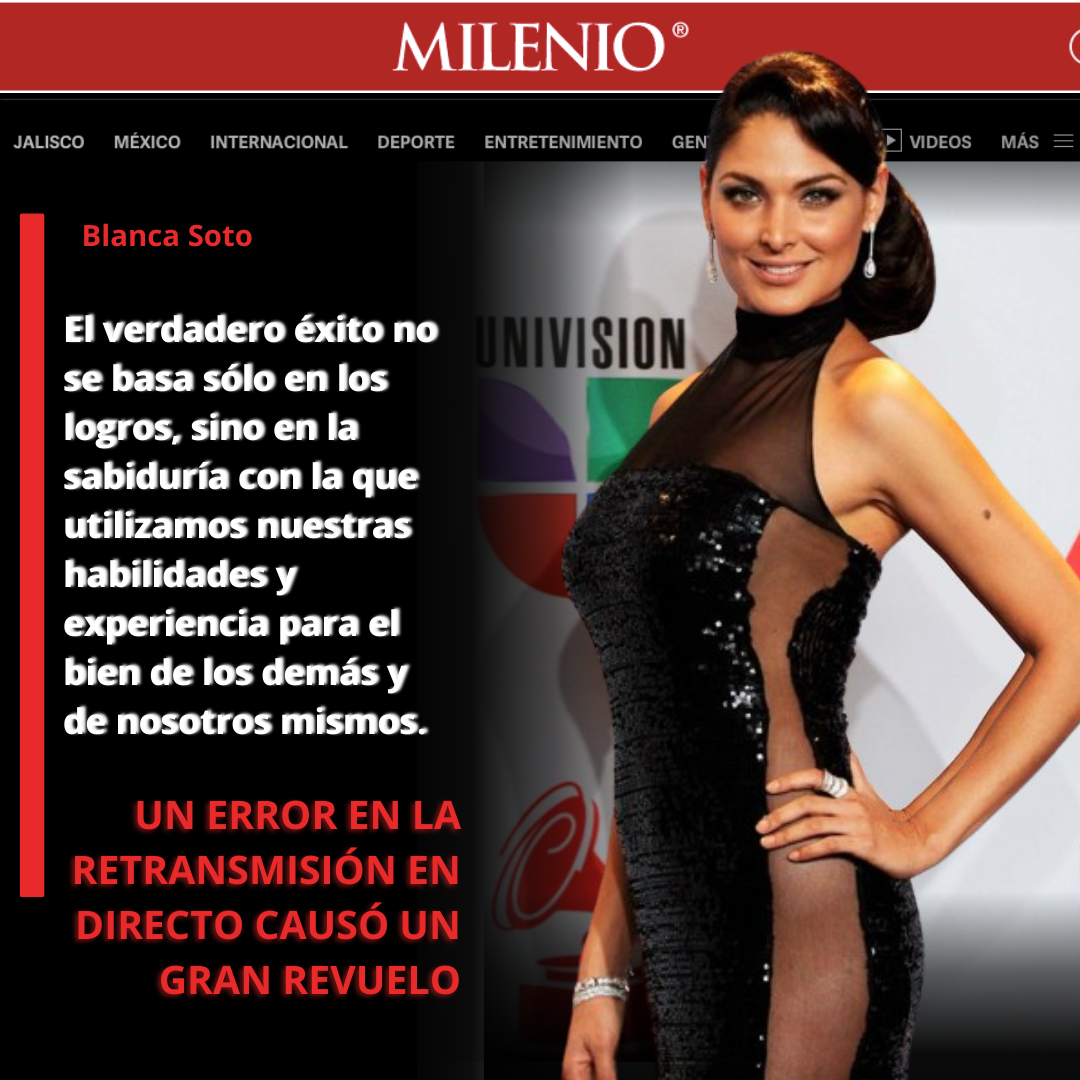 MILENIO®
JALISCO MÉXICO INTERNACIONAL DEPORTE ENTRETENIMIENTO GEN VIDEOS MÁS
Blanca Soto
El verdadero éxito no
se basa sólo en los
logros, sino en la
sabiduría con la que
utilizamos nuestras
habilidades y
experiencia para el
bien de los demás y
de nosotros mismos.
UN ERROR EN LA
RETRANSMISIÓN EN
DIRECTO CAUSÓ UN
GRAN REVUELO
UNIVISION